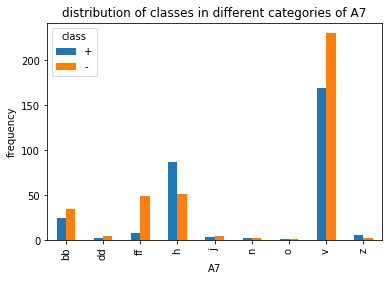 distribution of classes in different categories of A7
class
+
-
frequency
200
150
100
50
0
bb
dd
ff
h
j
n
o
v
z
A7